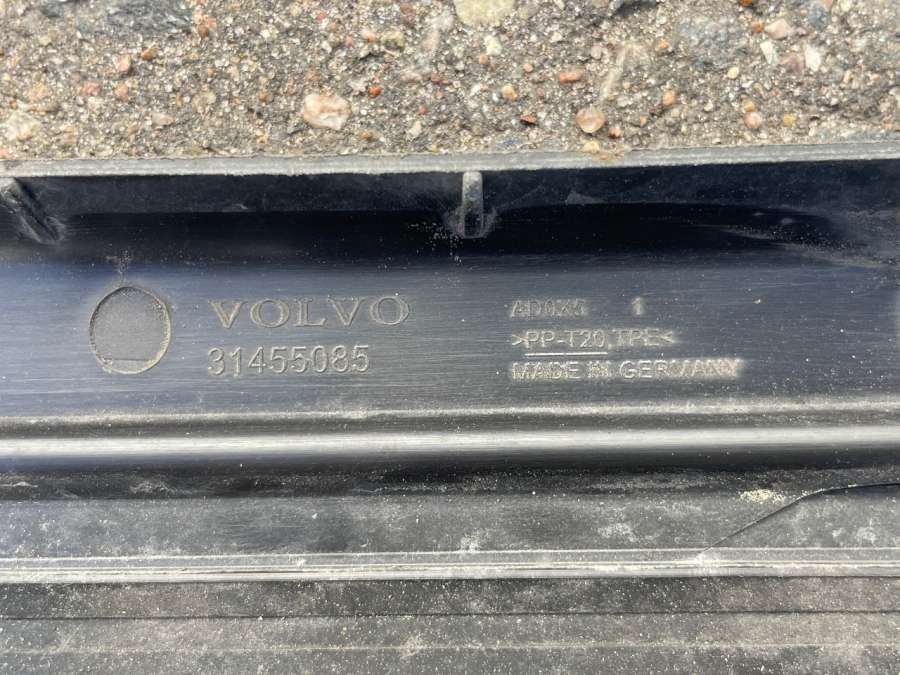 VOLVO
31455085
1
>PP-T20,TPE<
MADE IN GERMANY